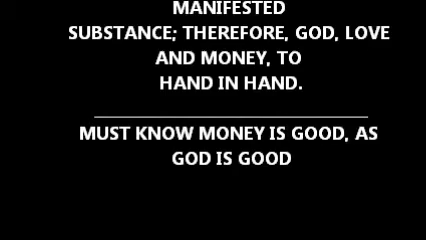 MANIFESTED
SUBSTANCE; THEREFORE, GOD, LOVE
AND MONEY, TO
HAND IN HAND.
MUST KNOW MONEY IS GOOD, AS
GOD IS GOOD